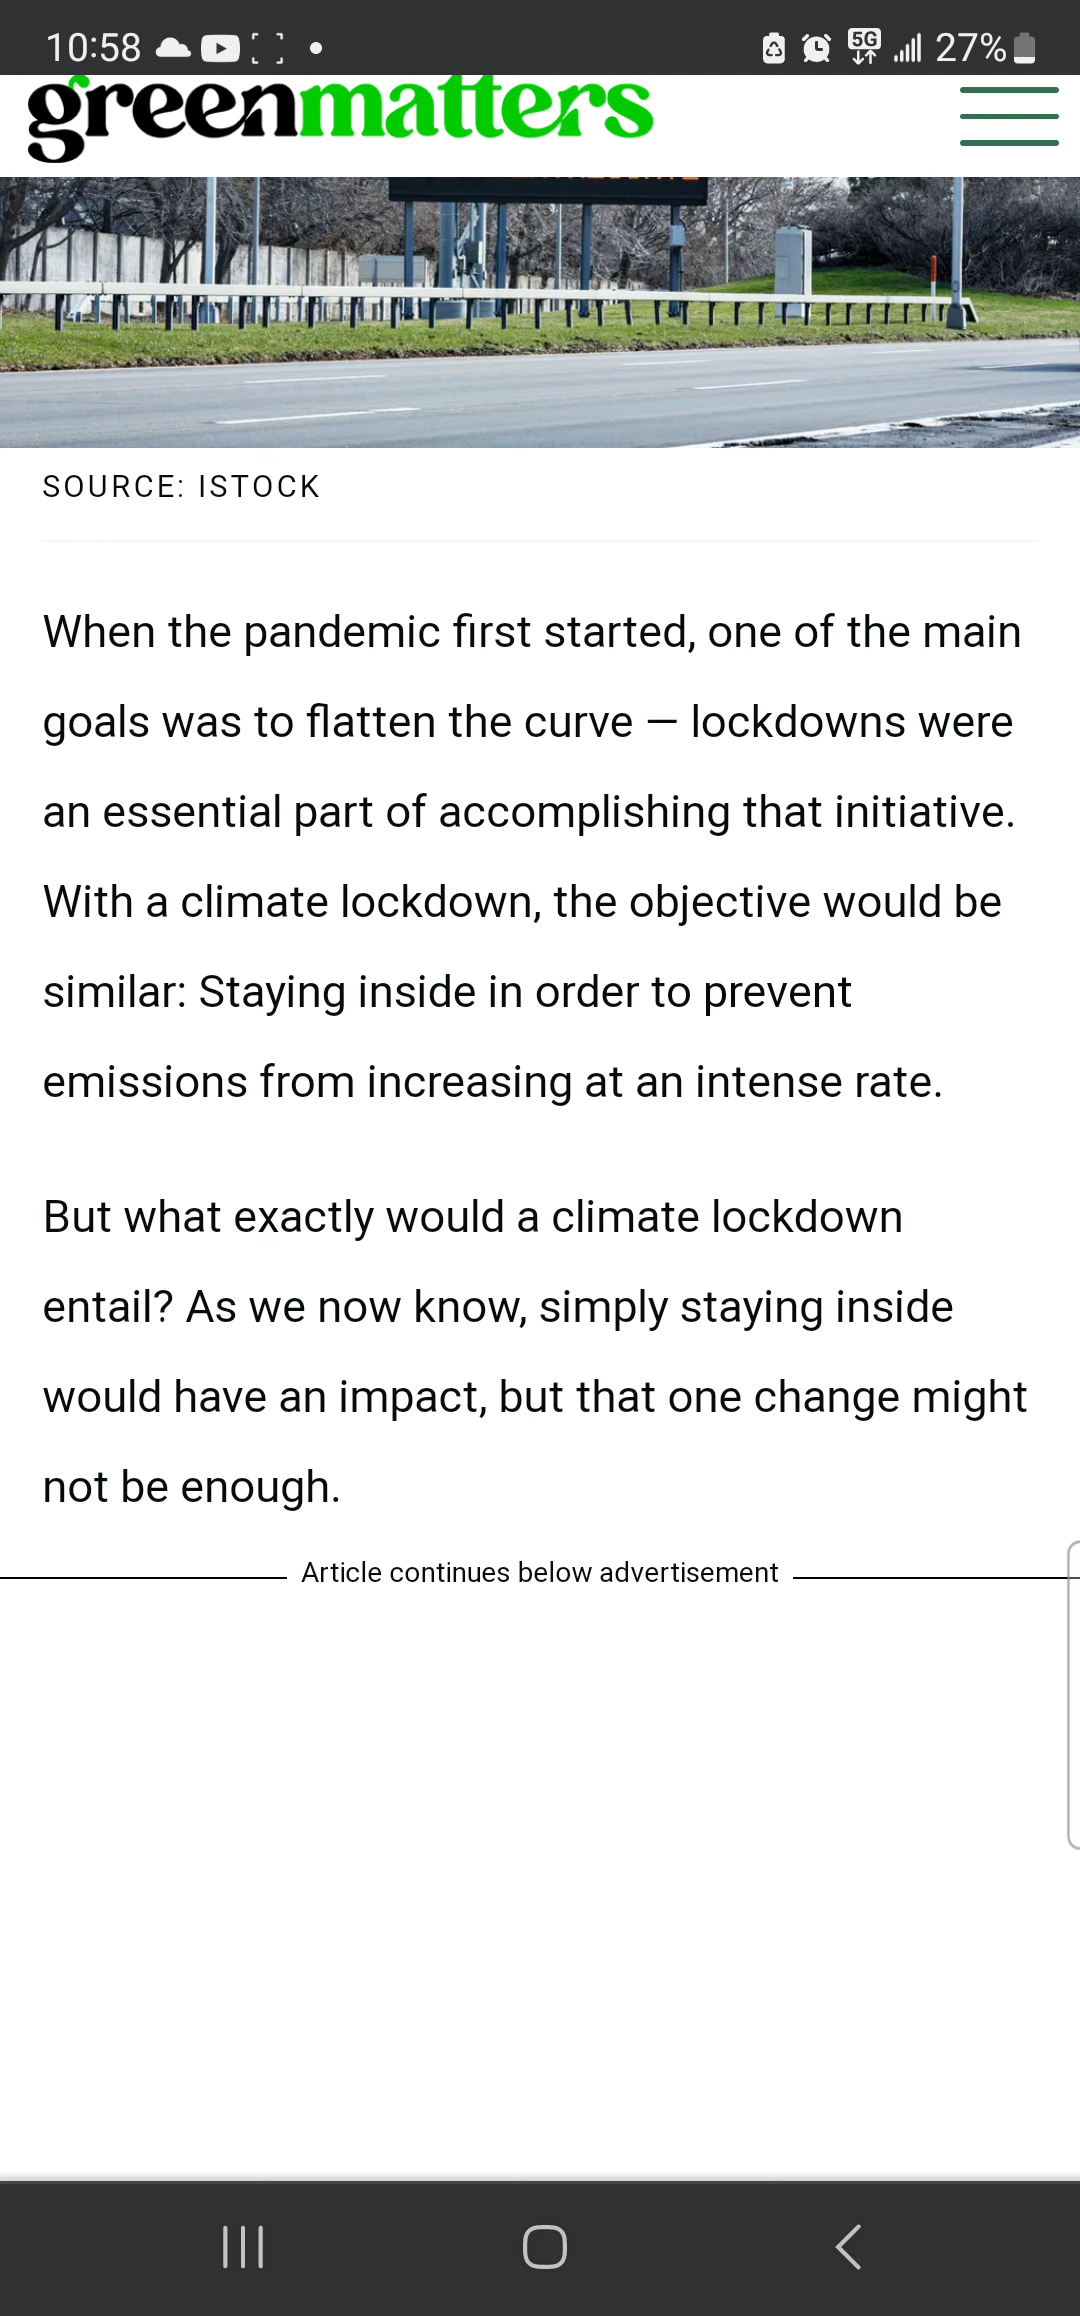 10:58
5G
27%
greenmatters
SOURCE: ISTOCK
When the pandemic first started, one of the main
goals was to flatten the curve — lockdowns were
an essential part of accomplishing that initiative.
With a climate lockdown, the objective would be
similar: Staying inside in order to prevent
emissions from increasing at an intense rate.
But what exactly would a climate lockdown
entail? As we now know, simply staying inside
would have an impact, but that one change might
not be enough.
Article continues below advertisement